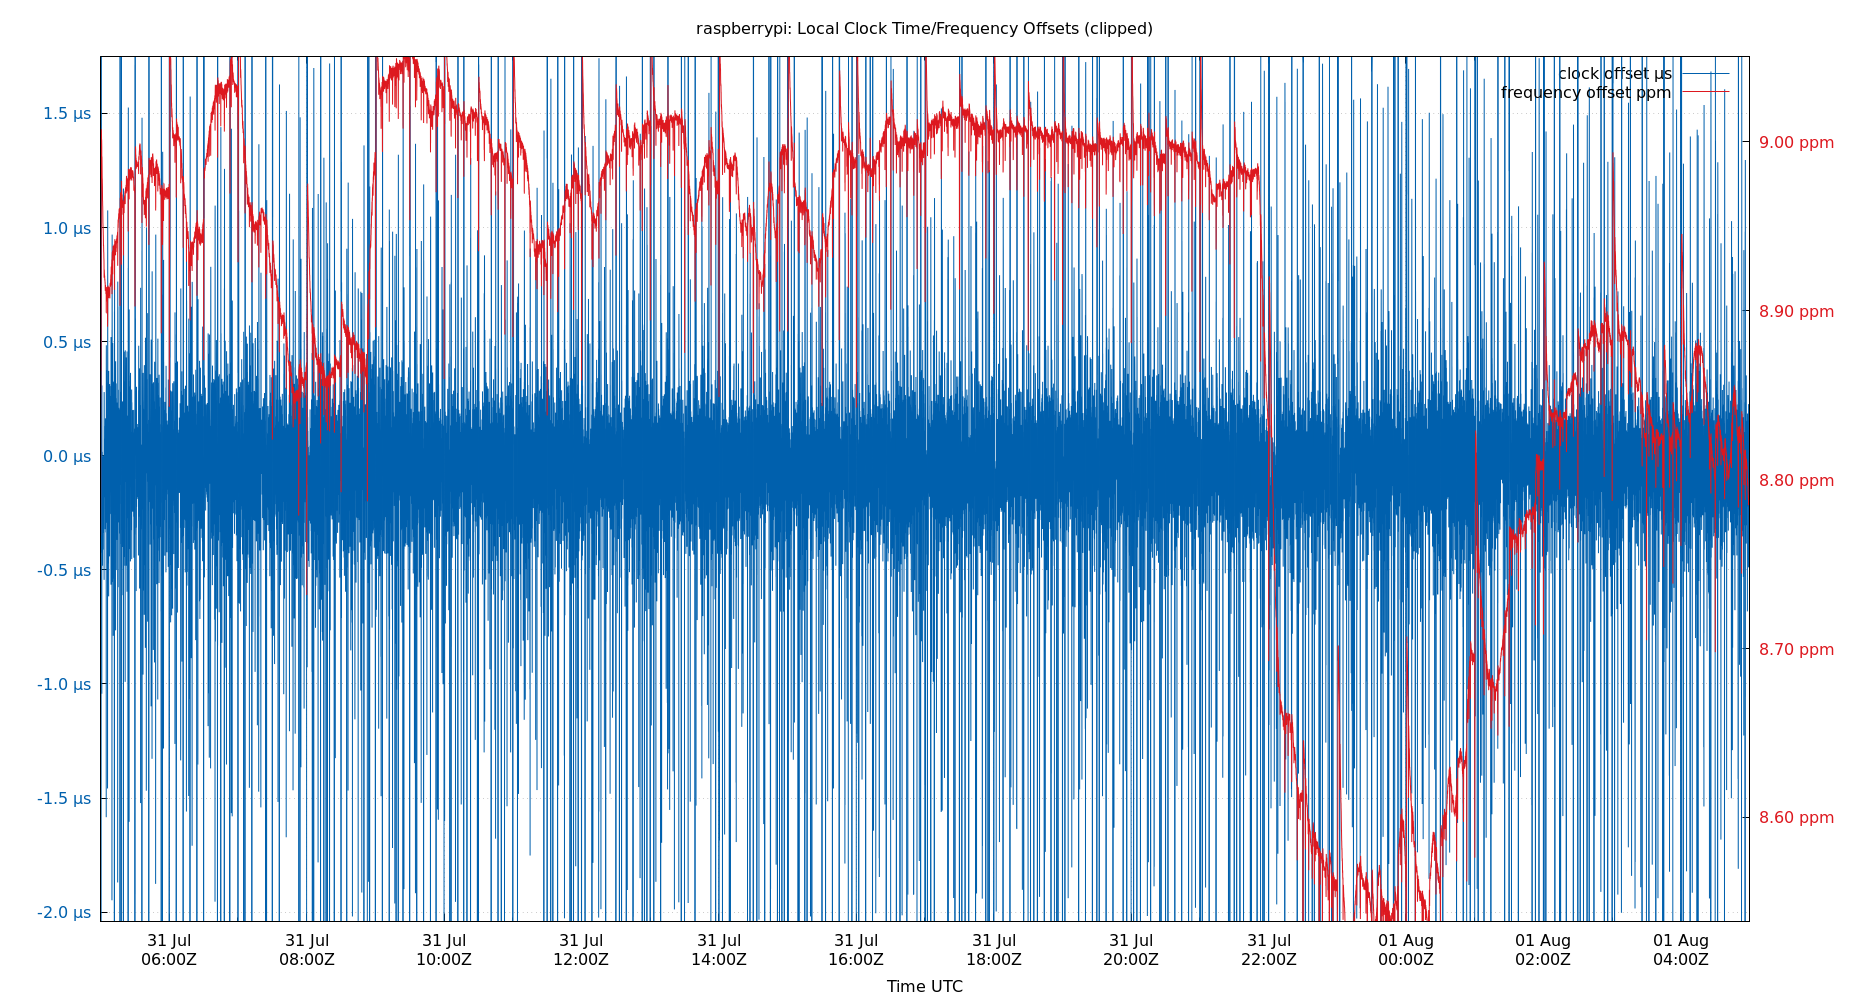 raspberrypi: Local Clock Time/Frequency Offsets (clipped)
clock offset µs
frequency offset ppm
1.5 µs
1.0 µs
0.5 µs
0.0 µs
-0.5 µs
-1.0 µs
-1.5 µs
-2.0 µs
9.00 ppm
8.90 ppm
8.80 ppm
8.70 ppm
8.60 ppm
31 Jul 31 Jul 31 Jul 31 Jul 31 Jul 31 Jul 31 Jul 31 Jul 31 Jul 01 Aug 01 Aug 01 Aug
06:00Z 08:00Z 10:00Z 12:00Z 14:00Z 16:00Z 18:00Z 20:00Z 22:00Z 00:00Z 02:00Z 04:00Z
Time UTC